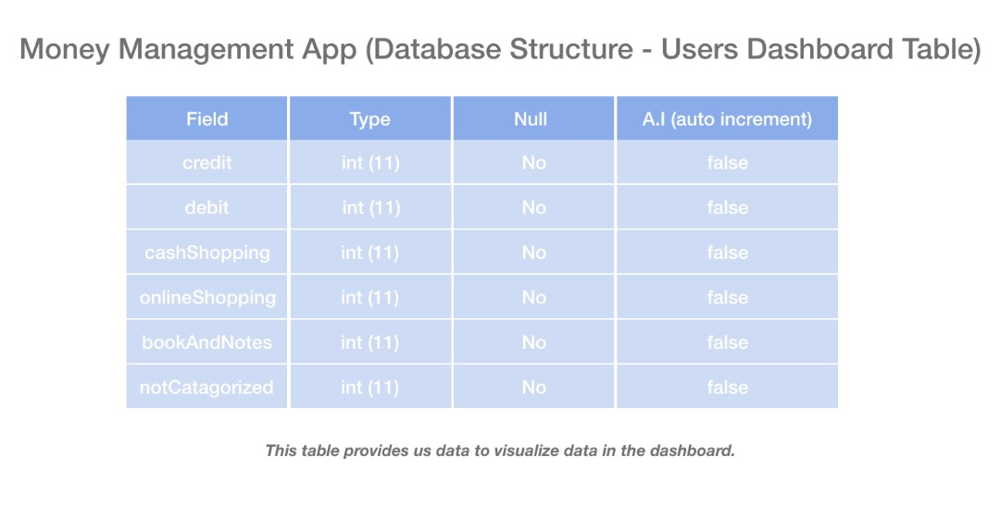 Money Management App (Database Structure - Users Dashboard Table)
Field Type Null A.I (auto increment)
credit int (11) No false
debit int (11) No false
cashShopping int (11) No false
onlineShopping int (11) No false
bookAndNotes int (11) No false
notCatagorized int (11) No false
This table provides us data to visualize data in the dashboard.